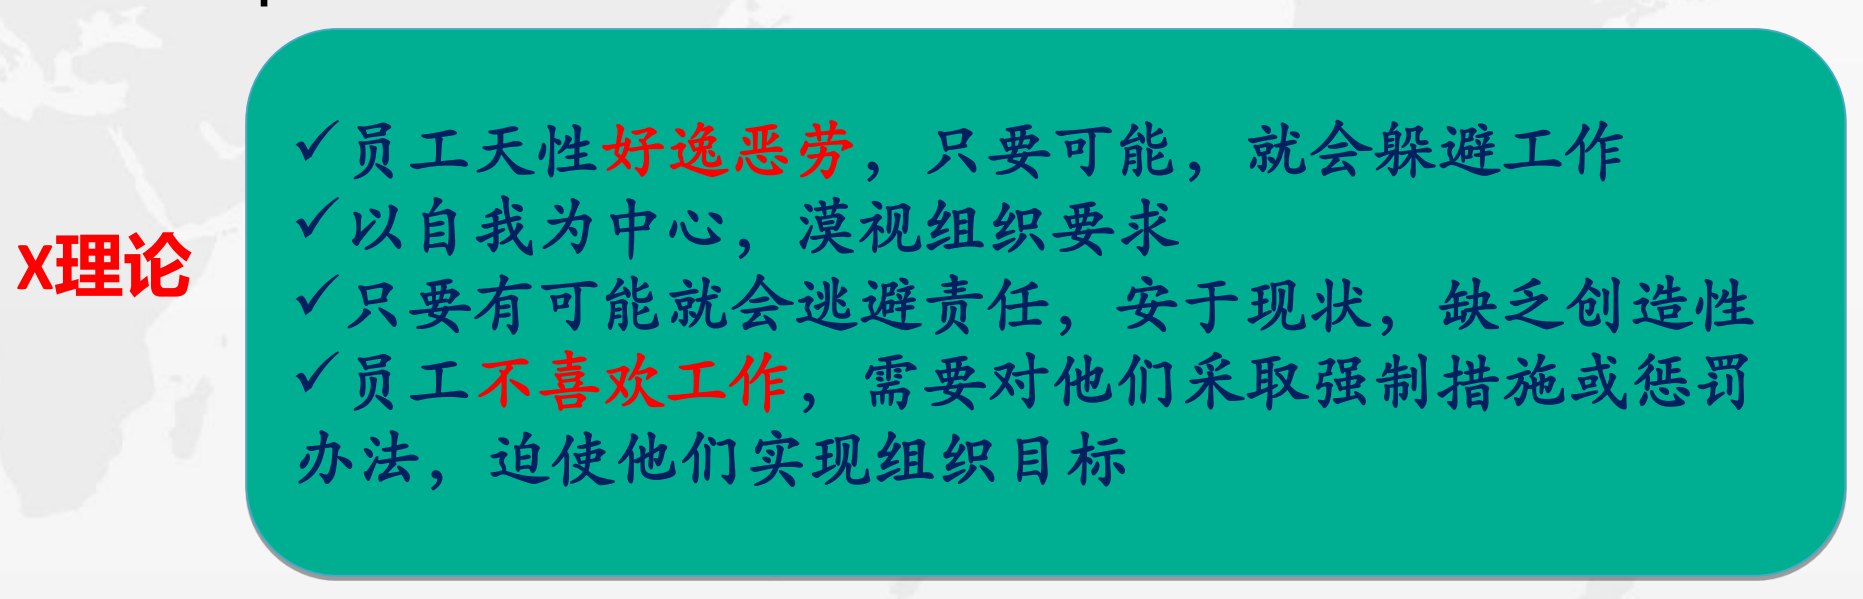 X理论
✓员工天性好逸恶劳，只要可能，就会躲避工作
✓以自我为中心，漠视组织要求
✓只要有可能就会逃避责任，安于现状，缺乏创造性
✓员工不喜欢工作，需要对他们采取强制措施或惩罚
办法，迫使他们实现组织目标